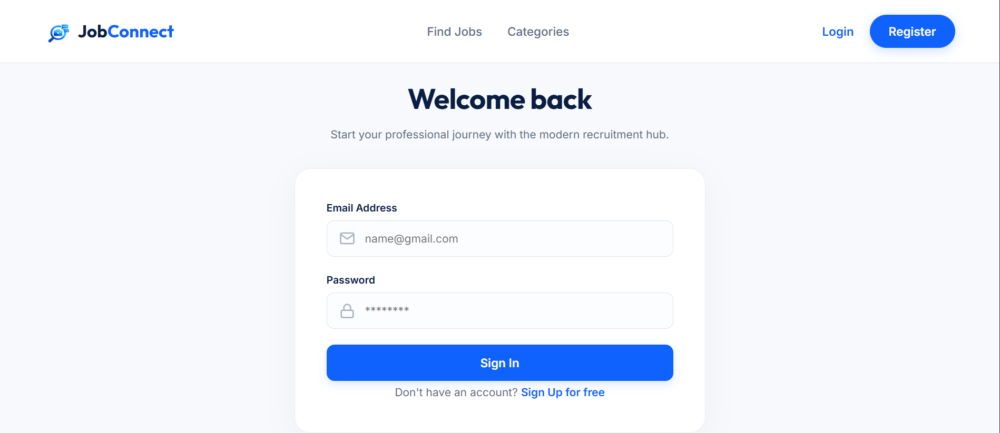 JobConnect
Find Jobs
Categories
Login
Register
Welcome back
Start your professional journey with the modern recruitment hub.
Email Address
name@gmail.com
Password
********
Sign In
Don't have an account? Sign Up for free